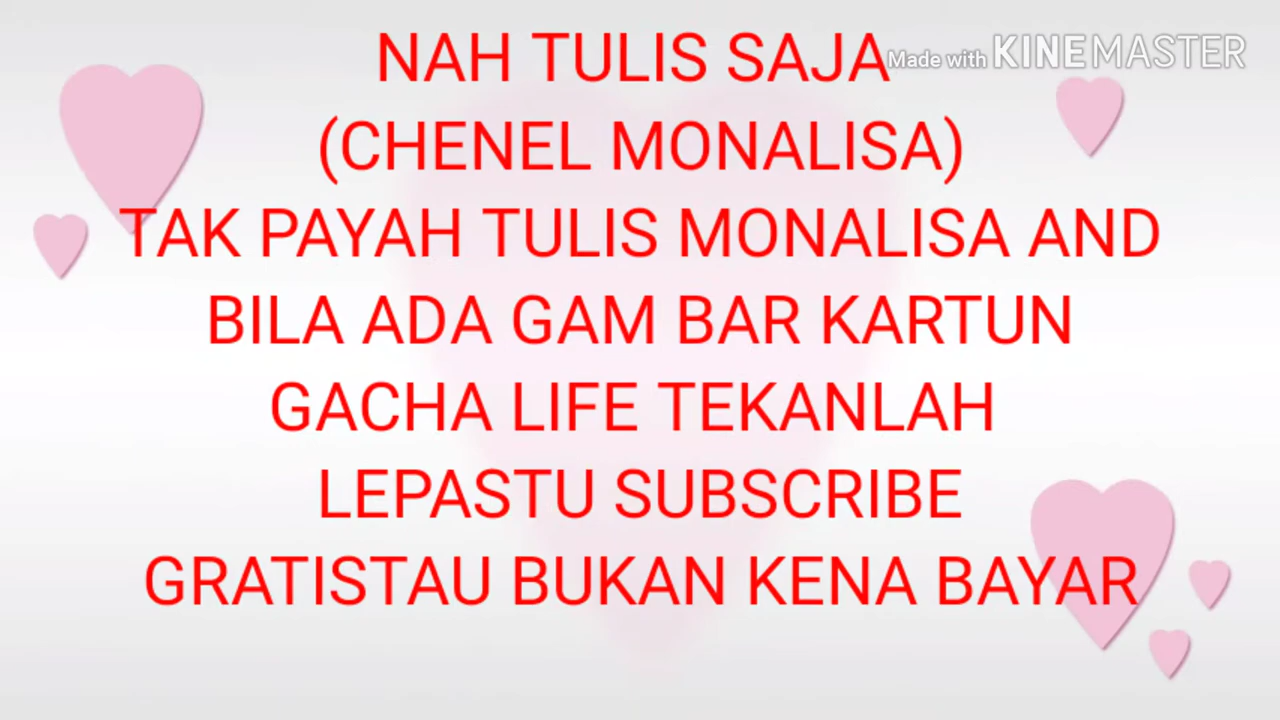 NAH TULIS SAJA
Made with KINEMASTER
(CHENEL MONALISA)
TAK PAYAH TULIS MONALISA AND
BILA ADA GAM BAR KARTUN
GACHA LIFE TEKANLAH
LEPASTU SUBSCRIBE
GRATISTAU BUKAN KENA BAYAR